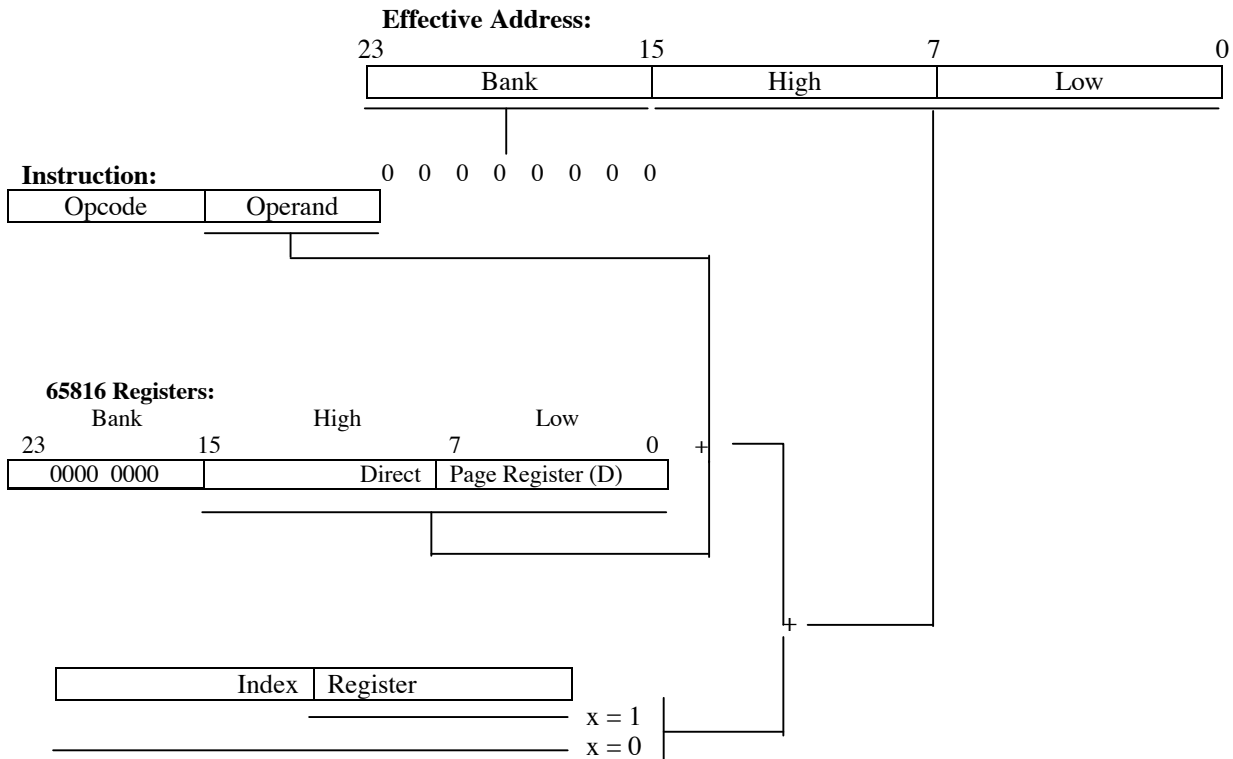 Effective Address:
23 15 7 0
Bank High Low
0 0 0 0 0 0 0 0
Instruction:
Opcode Operand
65816 Registers:
Bank High Low
23 15 7 0 +
0000 0000 Direct Page Register (D)
+
Index Register
x = 1
x = 0